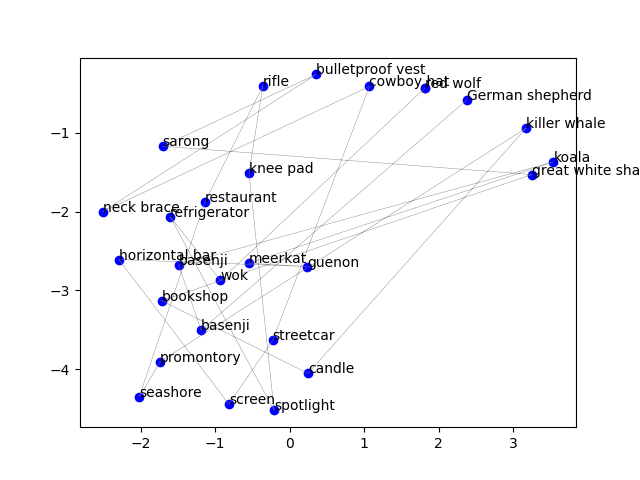 bulletproof vest
rifle
cowboy hat
red wolf
German shepherd
killer whale
−1
sarong
koala
knee pad
great white sha
restaurant
−2
neck brace
refrigerator
horizontal bar
basenji
meerkat
guenon
wok
−3
bookshop
basenji
streetcar
promontory
candle
−4
seashore
screen
spotlight
−2
−1
0
1
2
3